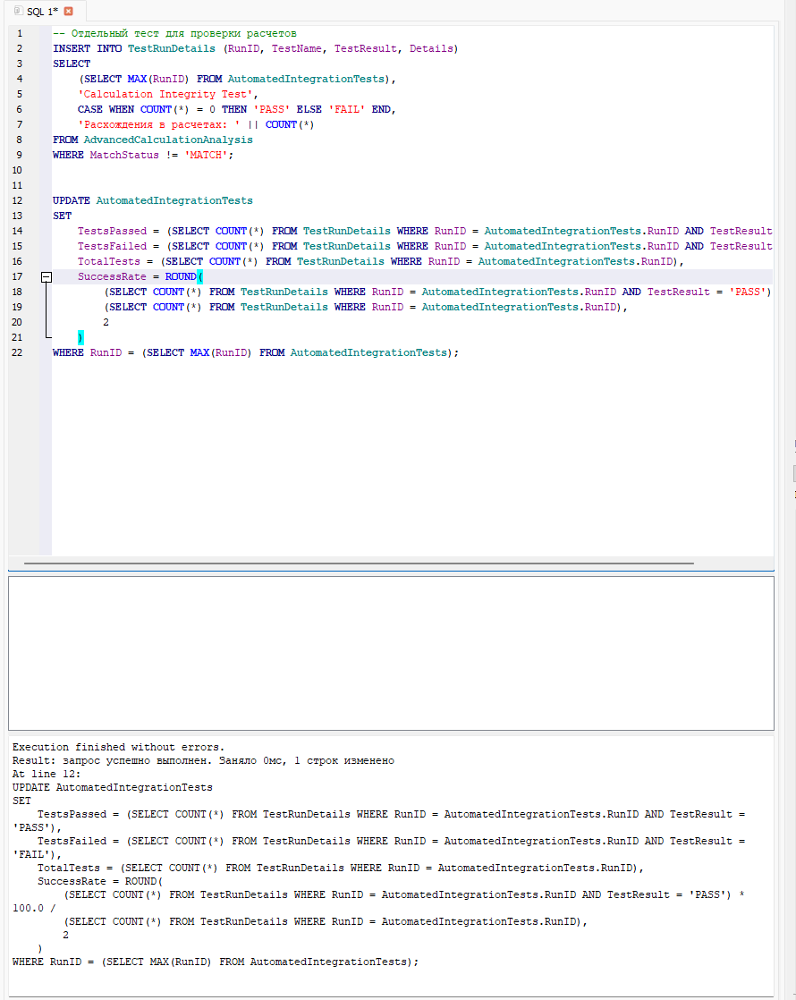 SQL 1*
1 -- Отдельный тест для проверки расчетов
2 INSERT INTO TestRunDetails (RunID, TestName, TestResult, Details)
3 SELECT
4 (SELECT MAX(RunID) FROM AutomatedIntegrationTests),
5 'Calculation Integrity Test',
6 CASE WHEN COUNT(*) = 0 THEN 'PASS' ELSE 'FAIL' END,
7 'Расхождения в расчетах: ' || COUNT(*)
8 FROM AdvancedCalculationAnalysis
9 WHERE MatchStatus != 'MATCH';
10
11
12 UPDATE AutomatedIntegrationTests
13 SET
14 TestsPassed = (SELECT COUNT(*) FROM TestRunDetails WHERE RunID = AutomatedIntegrationTests.RunID AND TestResult
15 TestsFailed = (SELECT COUNT(*) FROM TestRunDetails WHERE RunID = AutomatedIntegrationTests.RunID AND TestResult
16 TotalTests = (SELECT COUNT(*) FROM TestRunDetails WHERE RunID = AutomatedIntegrationTests.RunID),
17 SuccessRate = ROUND(
18 (SELECT COUNT(*) FROM TestRunDetails WHERE RunID = AutomatedIntegrationTests.RunID AND TestResult = 'PASS')
19 (SELECT COUNT(*) FROM TestRunDetails WHERE RunID = AutomatedIntegrationTests.RunID),
20 2
21 )
22 WHERE RunID = (SELECT MAX(RunID) FROM AutomatedIntegrationTests);
Execution finished without errors.
Result: запрос успешно выполнен. Заняло 0мс, 1 строк изменено
At line 12:
UPDATE AutomatedIntegrationTests
SET
TestsPassed = (SELECT COUNT(*) FROM TestRunDetails WHERE RunID = AutomatedIntegrationTests.RunID AND TestResult =
'PASS'),
TestsFailed = (SELECT COUNT(*) FROM TestRunDetails WHERE RunID = AutomatedIntegrationTests.RunID AND TestResult =
'FAIL'),
TotalTests = (SELECT COUNT(*) FROM TestRunDetails WHERE RunID = AutomatedIntegrationTests.RunID),
SuccessRate = ROUND(
(SELECT COUNT(*) FROM TestRunDetails WHERE RunID = AutomatedIntegrationTests.RunID AND TestResult = 'PASS') *
100.0 /
(SELECT COUNT(*) FROM TestRunDetails WHERE RunID = AutomatedIntegrationTests.RunID),
2
)
WHERE RunID = (SELECT MAX(RunID) FROM AutomatedIntegrationTests);